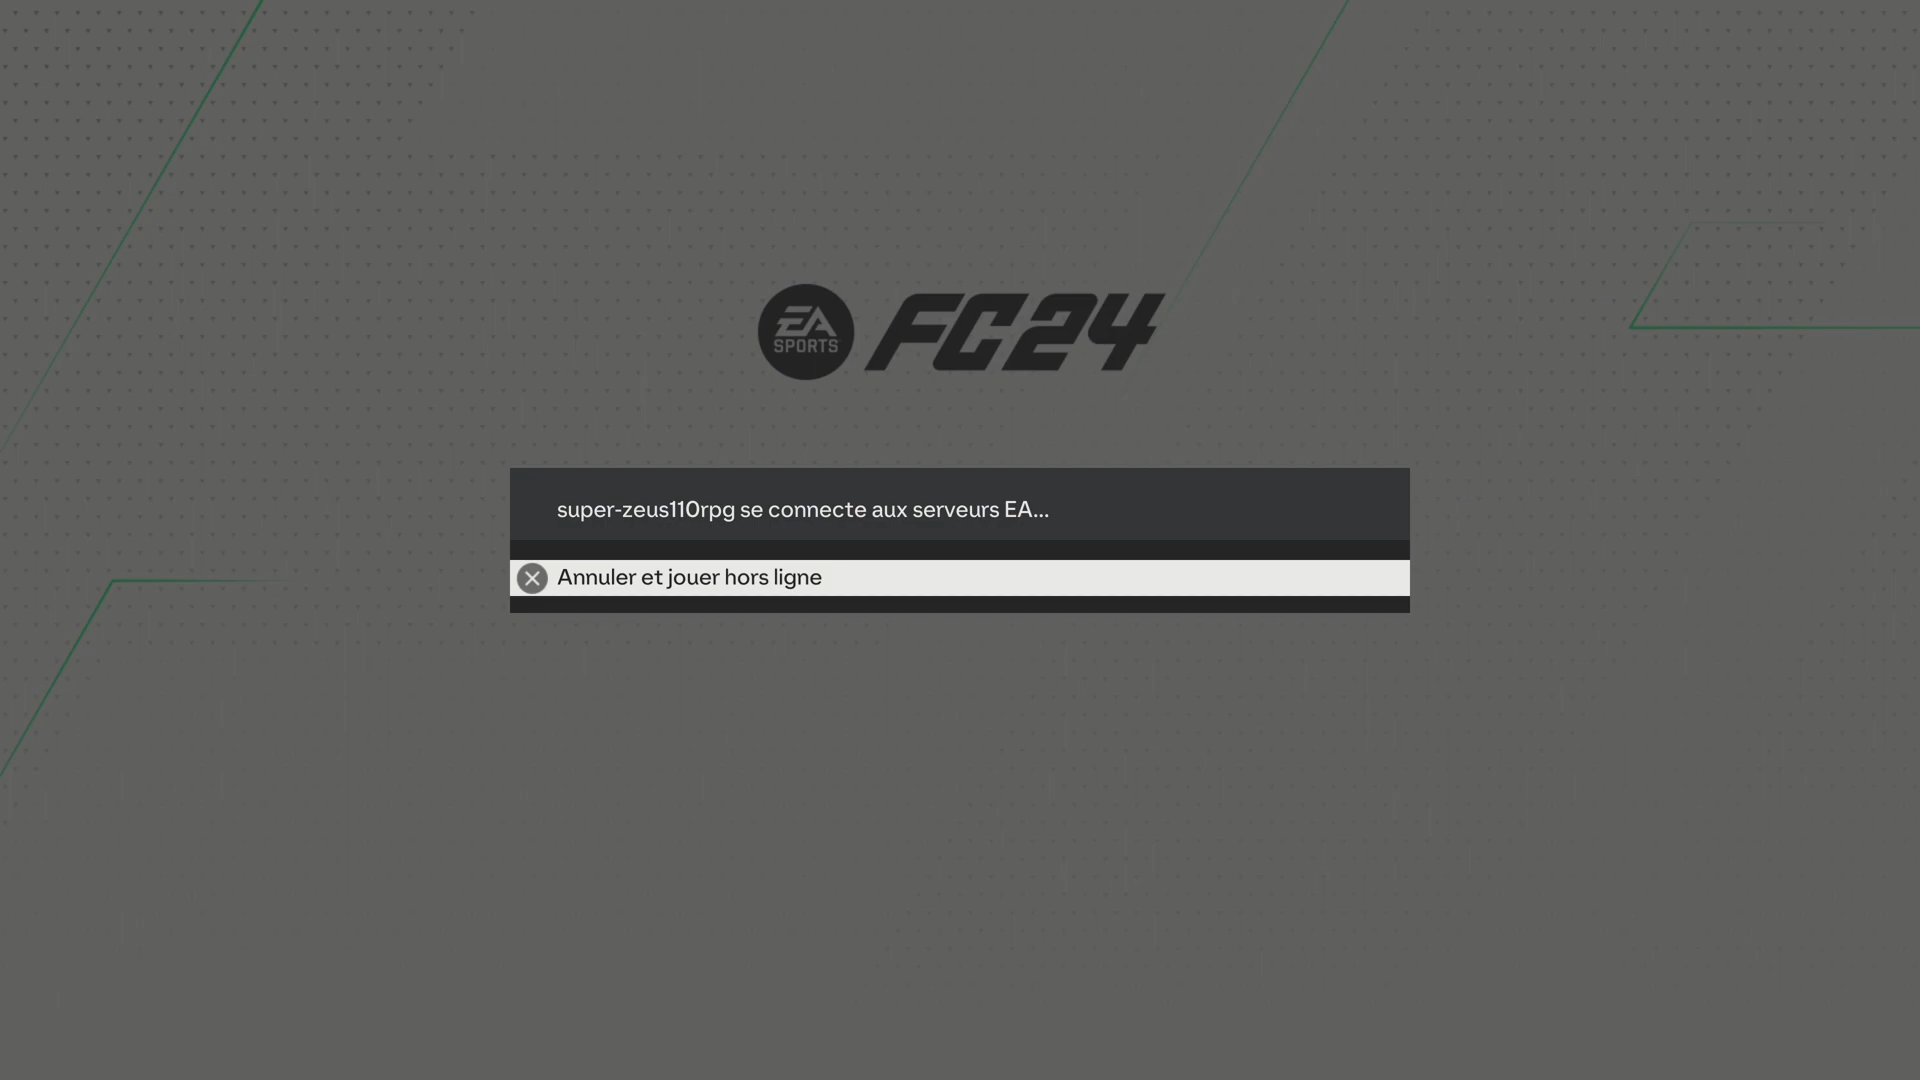 EA
SPORTS
FC24
super-zeus110rpg se connecte aux serveurs EA...
Annuler et jouer hors ligne